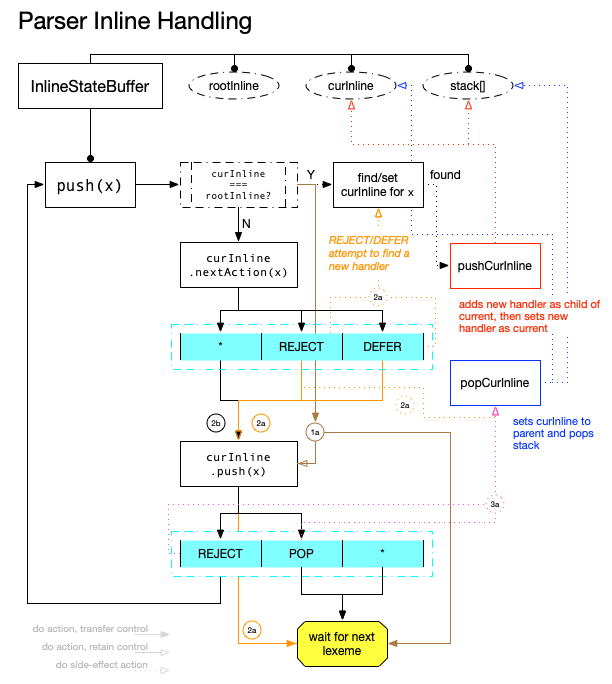 Parser Inline Handling
InlineStateBuffer
rootInline
curInline
stack[]
push(x)
curInline
===
rootInline?
Y
N
find/set
curInline for x
found
REJECT/DEFER
attempt to find a
new handler
curInline
.nextAction(x)
pushCurInline
adds new handler as child of
current, then sets new
handler as current
2a
*
REJECT
DEFER
popCurInline
sets curInline to
parent and pops
stack
2a
2b
2a
1a
curInline
.push(x)
3a
REJECT
POP
*
2a
wait for next
lexeme
do action, transfer control
do action, retain control
do side-effect action